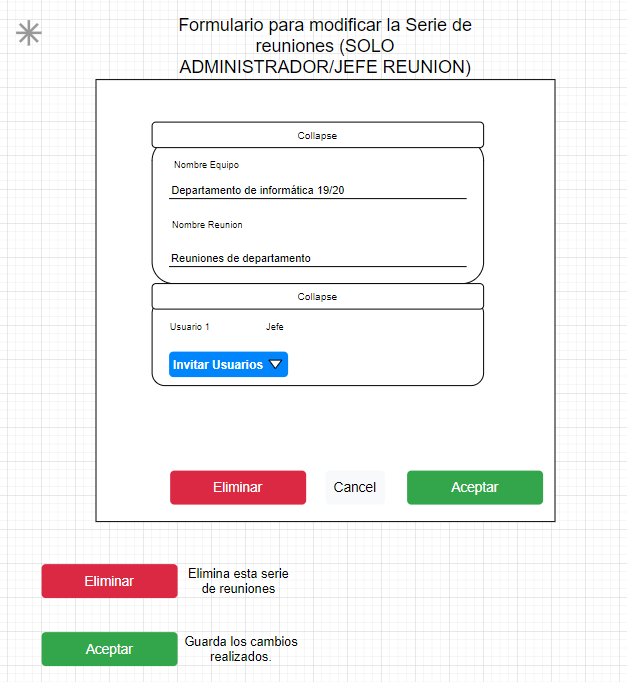 Formulario para modificar la Serie de
reuniones (SOLO
ADMINISTRADOR/JEFE REUNION)
Collapse
Nombre Equipo
Departamento de informática 19/20
Nombre Reunion
Reuniones de departamento
Collapse
Usuario 1 Jefe
Invitar Usuarios
Eliminar Cancel Aceptar
Eliminar
Elimina esta serie
de reuniones
Aceptar
Guarda los cambios
realizados.